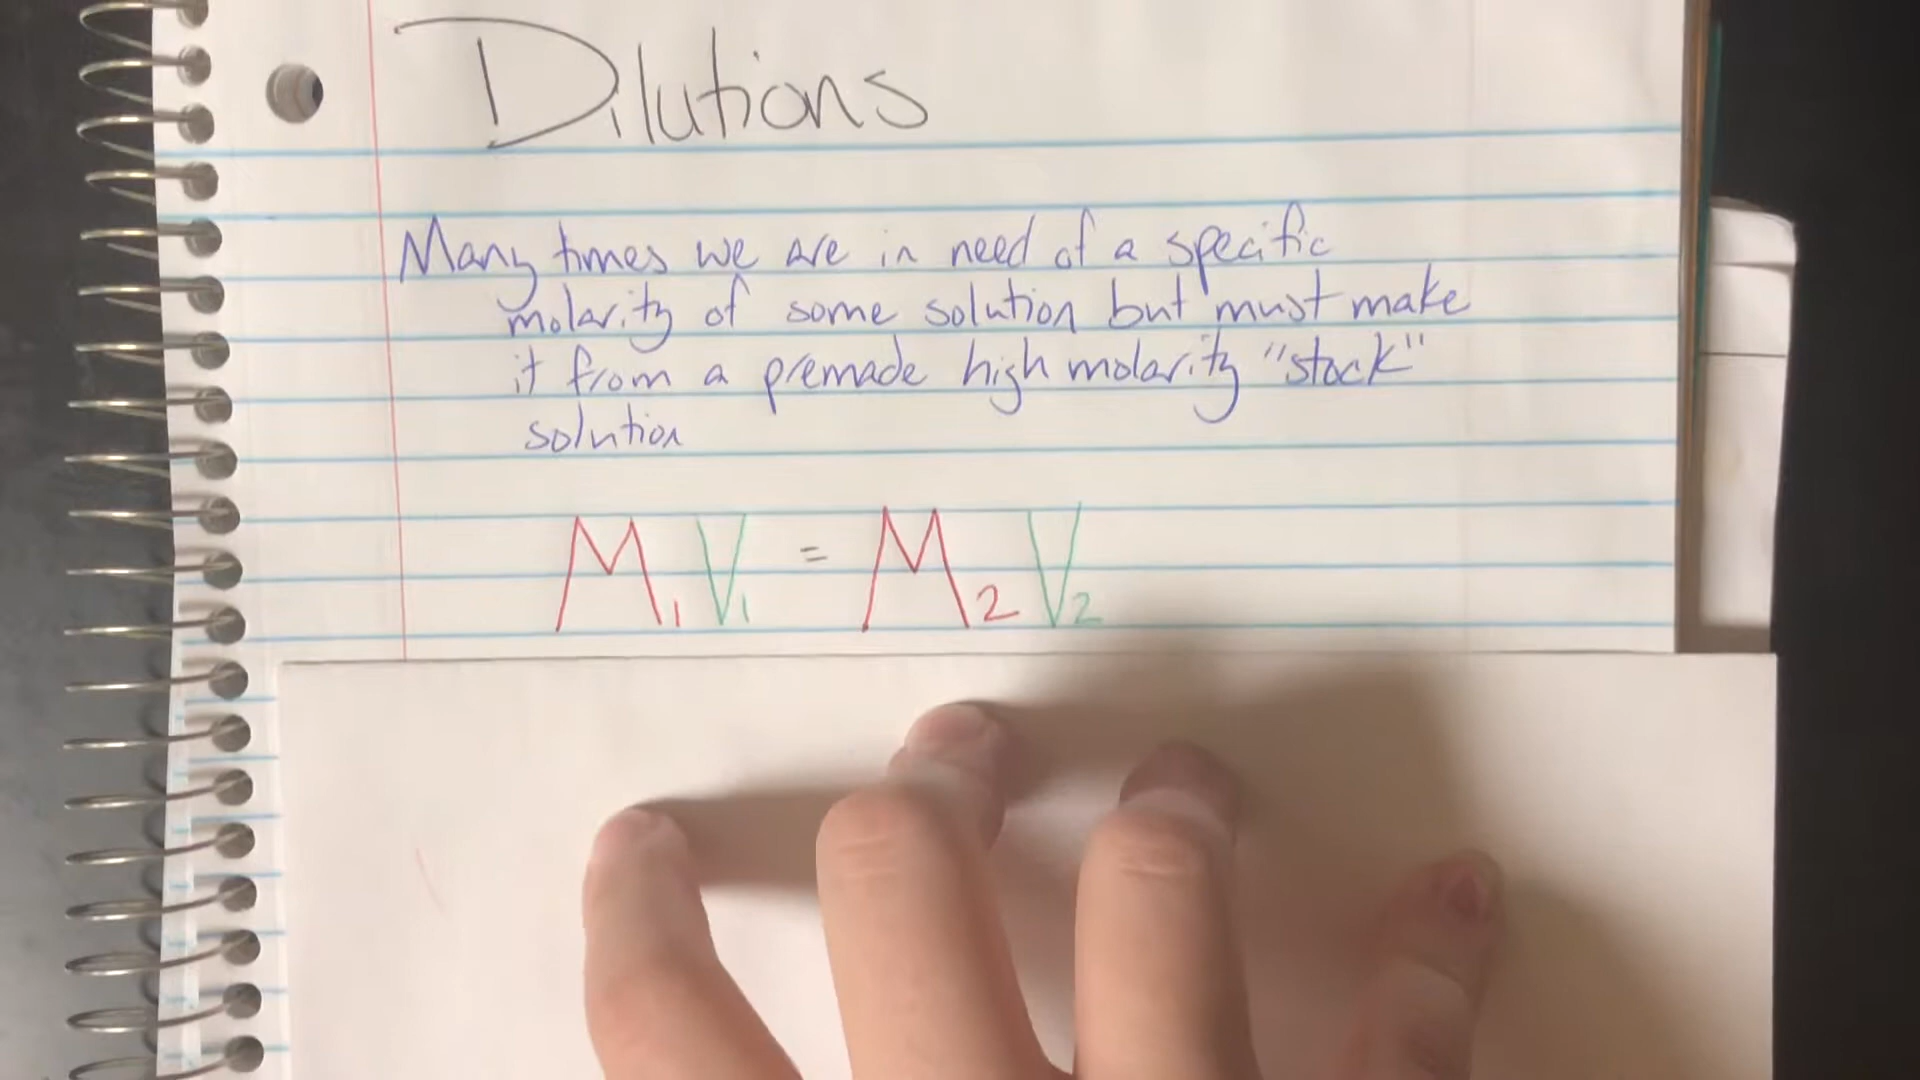 Dilutions
Many times we are in need of a specific
molarity of some solution but must make
it from a premade high molarity "stock"
solution
M₁V₁ = M₂V₂